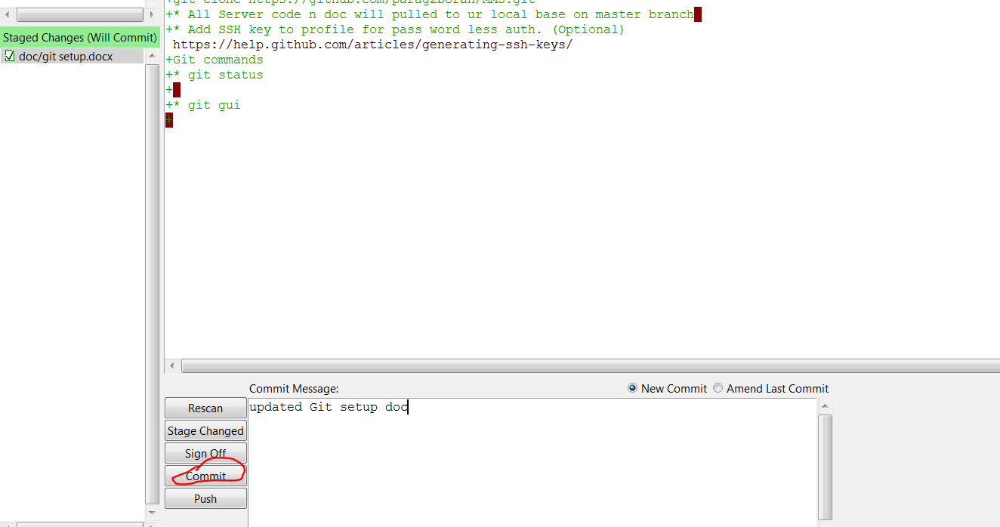 +git clone https://github.com/parag2borah/MMS.git
+* All Server code n doc will pulled to ur local base on master branch
Staged Changes (Will Commit)
+* Add SSH key to profile for pass word less auth. (Optional)
https://help.github.com/articles/generating-ssh-keys/
doc/git setup.docx
+Git commands
+* git status
+
+* git gui
+
Commit Message:
New Commit
Amend Last Commit
updated Git setup doc
Rescan
Stage Changed
Sign Off
Commit
Push